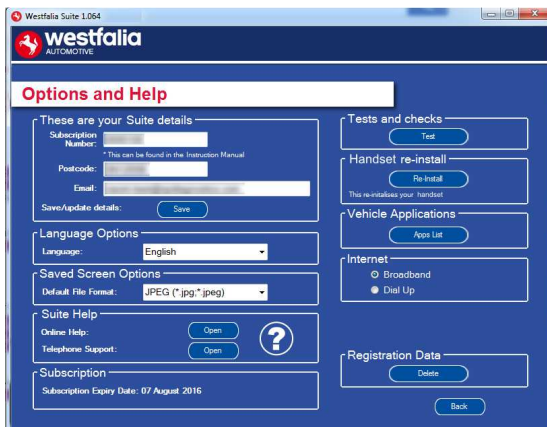 Westfalia Suite 1.064
westfalia
AUTOMOTIVE
Options and Help
These are your Suite details
Subscription
Number:
* This can be found in the Instruction Manual
Postcode:
Email:
Save/update details:
Save
Language Options
Language:
English
Saved Screen Options
Default File Format:
JPEG (*.jpg;*.jpeg)
Suite Help
Online Help:
Open
Telephone Support:
Open
?
Subscription
Subscription Expiry Date: 07 August 2016
Tests and checks
Test
Handset re-install
Re-Install
This re-initalises your handset
Vehicle Applications
Apps List
Internet
Broadband
Dial Up
Registration Data
Delete
Back